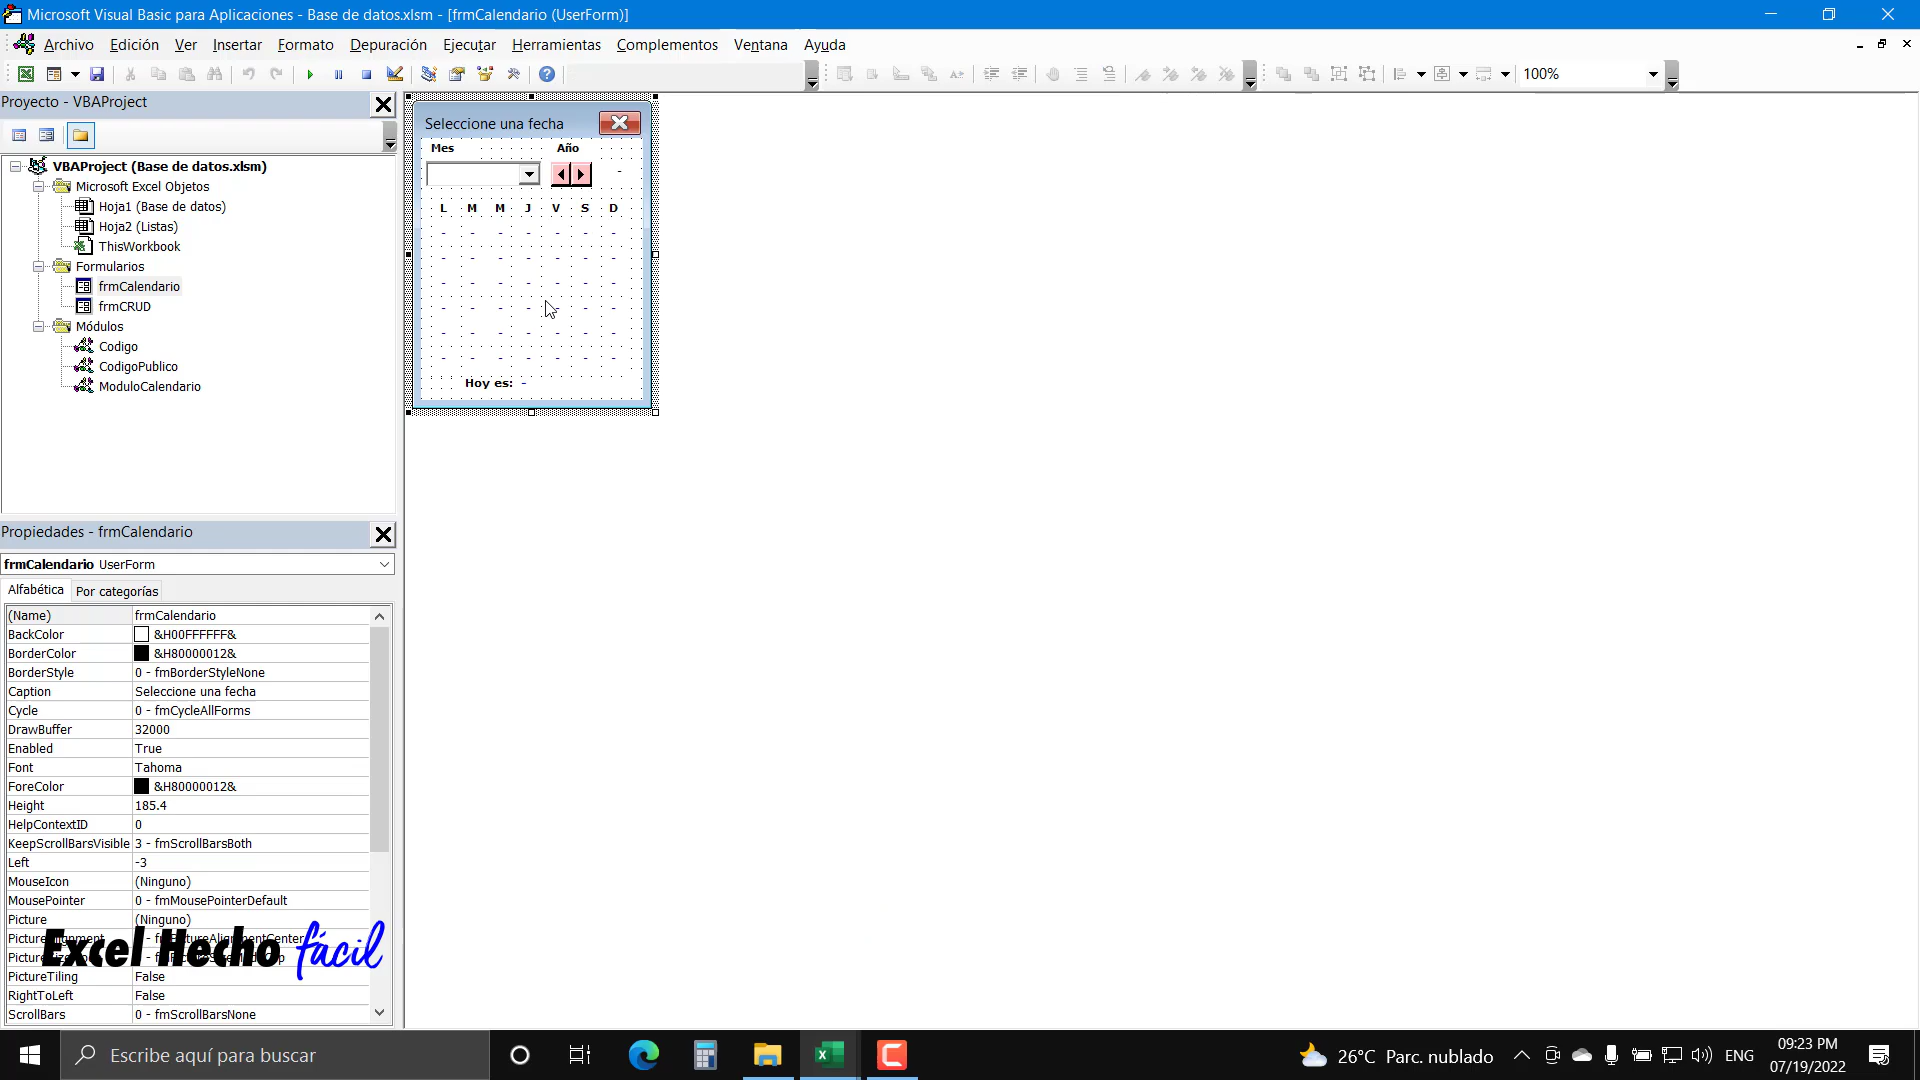 Microsoft Visual Basic para Aplicaciones - Base de datos.xlsm - [frmCalendario (UserForm)]
Archivo Edición Ver Insertar Formato Depuración Ejecutar Herramientas Complementos Ventana Ayuda
100%
Proyecto - VBAProject
VBAProject (Base de datos.xlsm)
Microsoft Excel Objetos
Hoja1 (Base de datos)
Hoja2 (Listas)
ThisWorkbook
Formularios
frmCalendario
frmCRUD
Módulos
Codigo
CodigoPublico
ModuloCalendario
Seleccione una fecha
Mes Año
-
L M M J V S D
- - - - - - -
- - - - - - -
- - - - - - -
- - - - - - -
- - - - - - -
- - - - - - -
Hoy es: -
Propiedades - frmCalendario
frmCalendario UserForm
Alfabética Por categorías
(Name) frmCalendario
BackColor &H00FFFFFF&
BorderColor &H80000012&
BorderStyle 0 - fmBorderStyleNone
Caption Seleccione una fecha
Cycle 0 - fmCycleAllForms
DrawBuffer 32000
Enabled True
Font Tahoma
ForeColor &H80000012&
Height 185.4
HelpContextID 0
KeepScrollBarsVisible 3 - fmScrollBarsBoth
Left -3
MouseIcon (Ninguno)
MousePointer 0 - fmMousePointerDefault
Picture (Ninguno)
Excel Hecho fácil
PictureTiling False
RightToLeft False
ScrollBars 0 - fmScrollBarsNone
Escribe aquí para buscar
26°C Parc. nublado
ENG
09:23 PM
07/19/2022